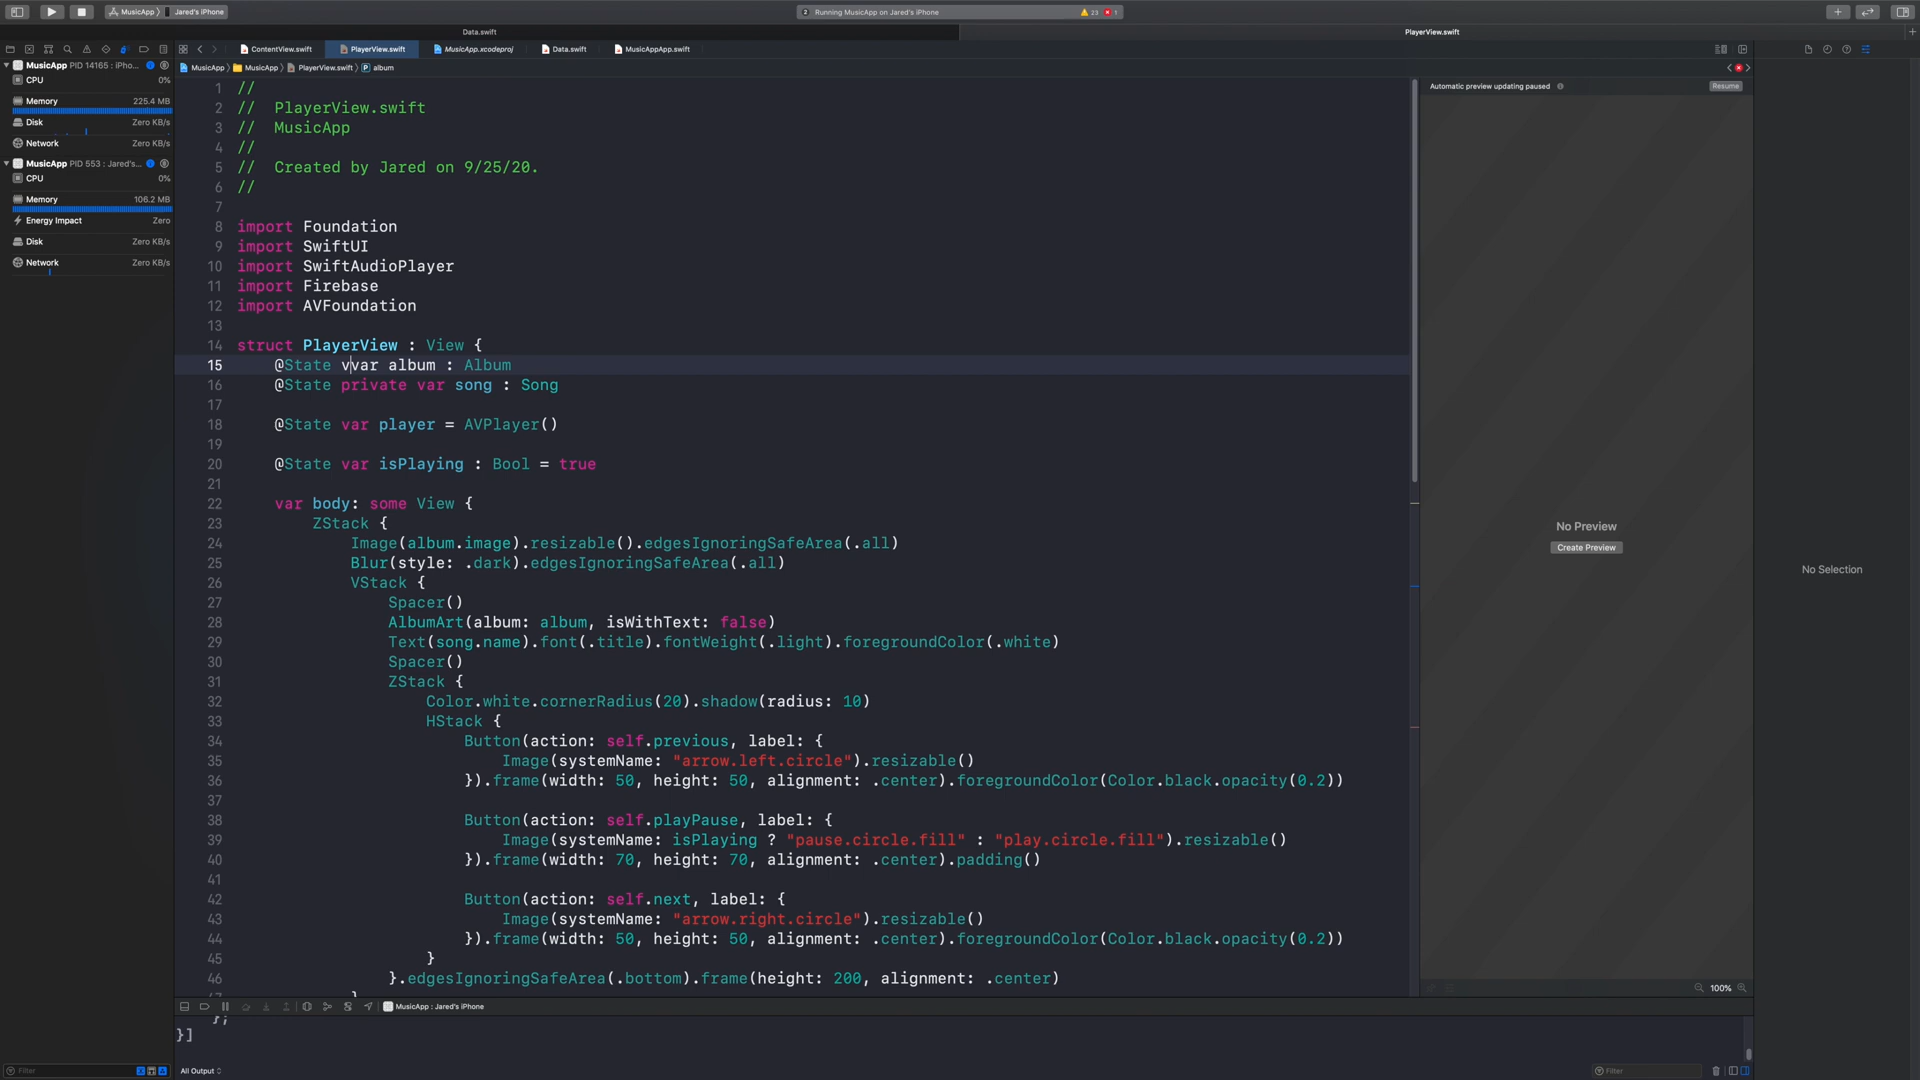 MusicApp 〉 Jared's iPhone
2 Running MusicApp on Jared's iPhone
23
1
Data.swift
PlayerView.swift
ContentView.swift
PlayerView.swift
MusicApp.xcodeproj
Data.swift
MusicAppApp.swift
MusicApp 〉 MusicApp 〉 PlayerView.swift 〉 P album
MusicApp PID 14165 : iPho...
CPU 0%
Memory 225.4 MB
Disk Zero KB/s
Network Zero KB/s
MusicApp PID 553 : Jared's...
CPU 0%
Memory 106.2 MB
Energy Impact Zero
Disk Zero KB/s
Network Zero KB/s
1 //
2 //  PlayerView.swift
3 //  MusicApp
4 //
5 //  Created by Jared on 9/25/20.
6 //
7
8 import Foundation
9 import SwiftUI
10 import SwiftAudioPlayer
11 import Firebase
12 import AVFoundation
13
14 struct PlayerView : View {
15     @State vvar album : Album
16     @State private var song : Song
17
18     @State var player = AVPlayer()
19
20     @State var isPlaying : Bool = true
21
22     var body: some View {
23         ZStack {
24             Image(album.image).resizable().edgesIgnoringSafeArea(.all)
25             Blur(style: .dark).edgesIgnoringSafeArea(.all)
26             VStack {
27                 Spacer()
28                 AlbumArt(album: album, isWithText: false)
29                 Text(song.name).font(.title).fontWeight(.light).foregroundColor(.white)
30                 Spacer()
31                 ZStack {
32                     Color.white.cornerRadius(20).shadow(radius: 10)
33                     HStack {
34                         Button(action: self.previous, label: {
35                             Image(systemName: "arrow.left.circle").resizable()
36                         }).frame(width: 50, height: 50, alignment: .center).foregroundColor(Color.black.opacity(0.2))
37
38                         Button(action: self.playPause, label: {
39                             Image(systemName: isPlaying ? "pause.circle.fill" : "play.circle.fill").resizable()
40                         }).frame(width: 70, height: 70, alignment: .center).padding()
41
42                         Button(action: self.next, label: {
43                             Image(systemName: "arrow.right.circle").resizable()
44                         }).frame(width: 50, height: 50, alignment: .center).foregroundColor(Color.black.opacity(0.2))
45                     }
46                 }.edgesIgnoringSafeArea(.bottom).frame(height: 200, alignment: .center)
Automatic preview updating paused
Resume
No Preview
Create Preview
No Selection
100%
MusicApp : Jared's iPhone
};
}]
Filter
All Output
Filter